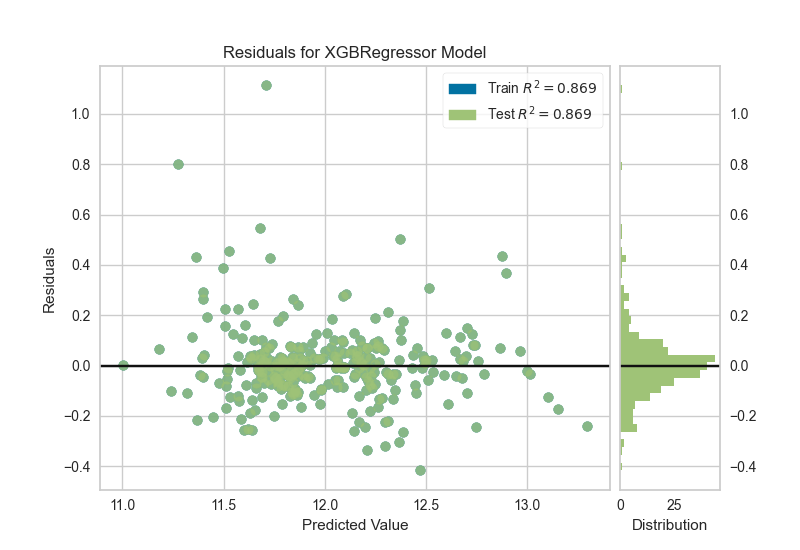 Residuals for XGBRegressor Model
Train R² = 0.869
Test R² = 0.869
Residuals
1.0
0.8
0.6
0.4
0.2
0.0
−0.2
−0.4
11.0 11.5 12.0 12.5 13.0
Predicted Value
1.0
0.8
0.6
0.4
0.2
0.0
−0.2
−0.4
0 25
Distribution